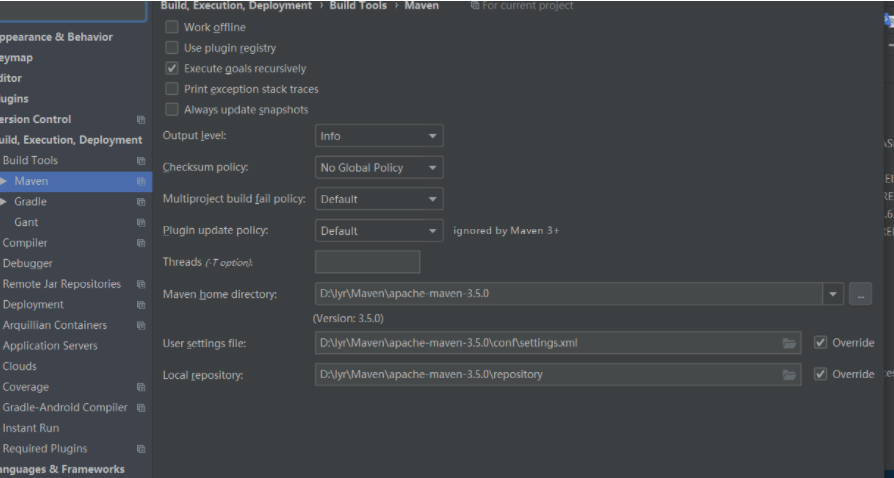 Build, Execution, Deployment › Build Tools › Maven For current project
Work offline
Use plugin registry
Execute goals recursively
Print exception stack traces
Always update snapshots
Output level: Info
Checksum policy: No Global Policy
Multiproject build fail policy: Default
Plugin update policy: Default ignored by Maven 3+
Threads (-T option):
Maven home directory: D:\lyr\Maven\apache-maven-3.5.0 ...
(Version: 3.5.0)
User settings file: D:\lyr\Maven\apache-maven-3.5.0\conf\settings.xml Override
Local repository: D:\lyr\Maven\apache-maven-3.5.0\repository Override
ppearance & Behavior
eymap
ditor
lugins
ersion Control
uild, Execution, Deployment
Build Tools
Maven
Gradle
Gant
Compiler
Debugger
Remote Jar Repositories
Deployment
Arquillian Containers
Application Servers
Clouds
Coverage
Gradle-Android Compiler
Instant Run
Required Plugins
anguages & Frameworks